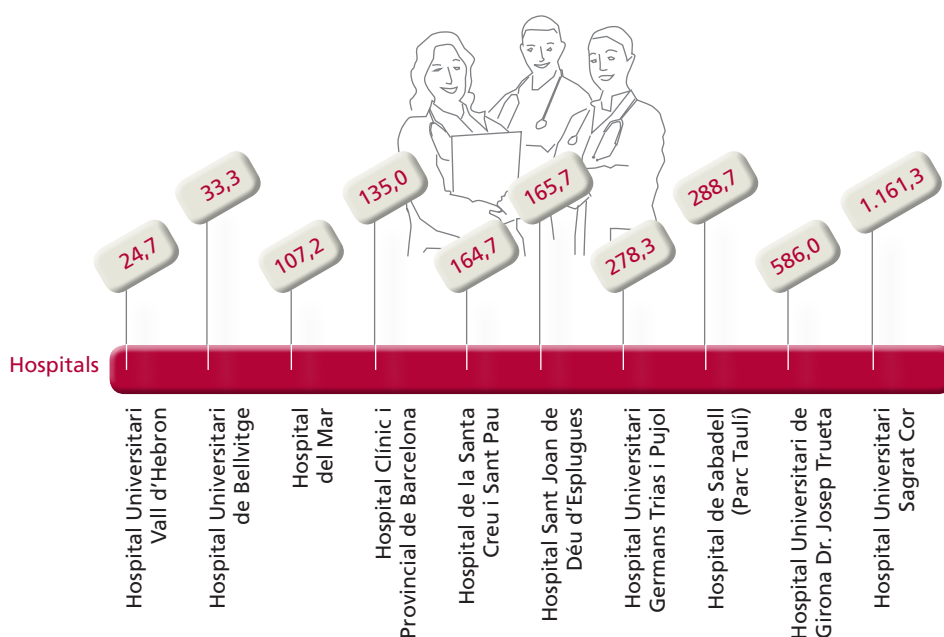 24,7
33,3
107,2
135,0
164,7
165,7
278,3
288,7
586,0
1.161,3
Hospitals
Hospital Universitari
Vall d’Hebron
Hospital Universitari
de Bellvitge
Hospital
del Mar
Hospital Clínic i
Provincial de Barcelona
Hospital de la Santa
Creu i Sant Pau
Hospital Sant Joan de
Déu d’Esplugues
Hospital Universitari
Germans Trias i Pujol
Hospital de Sabadell
(Parc Taulí)
Hospital Universitari de
Girona Dr. Josep Trueta
Hospital Universitari
Sagrat Cor